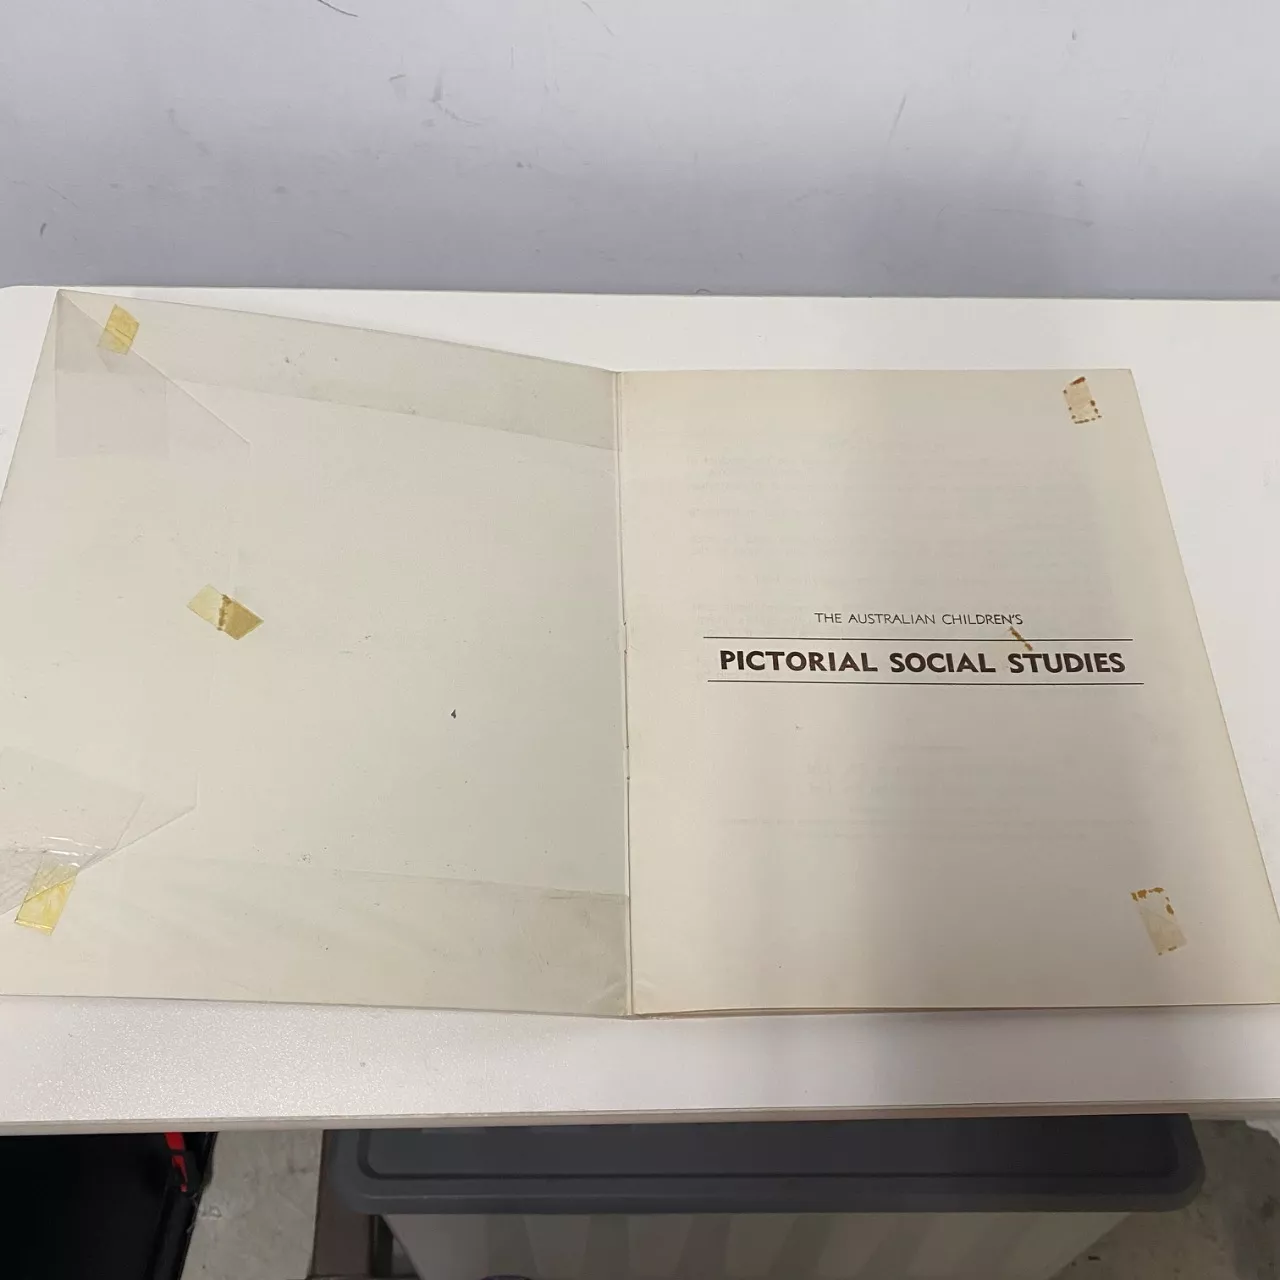 THE AUSTRALIAN CHILDREN'S
PICTORIAL SOCIAL STUDIES